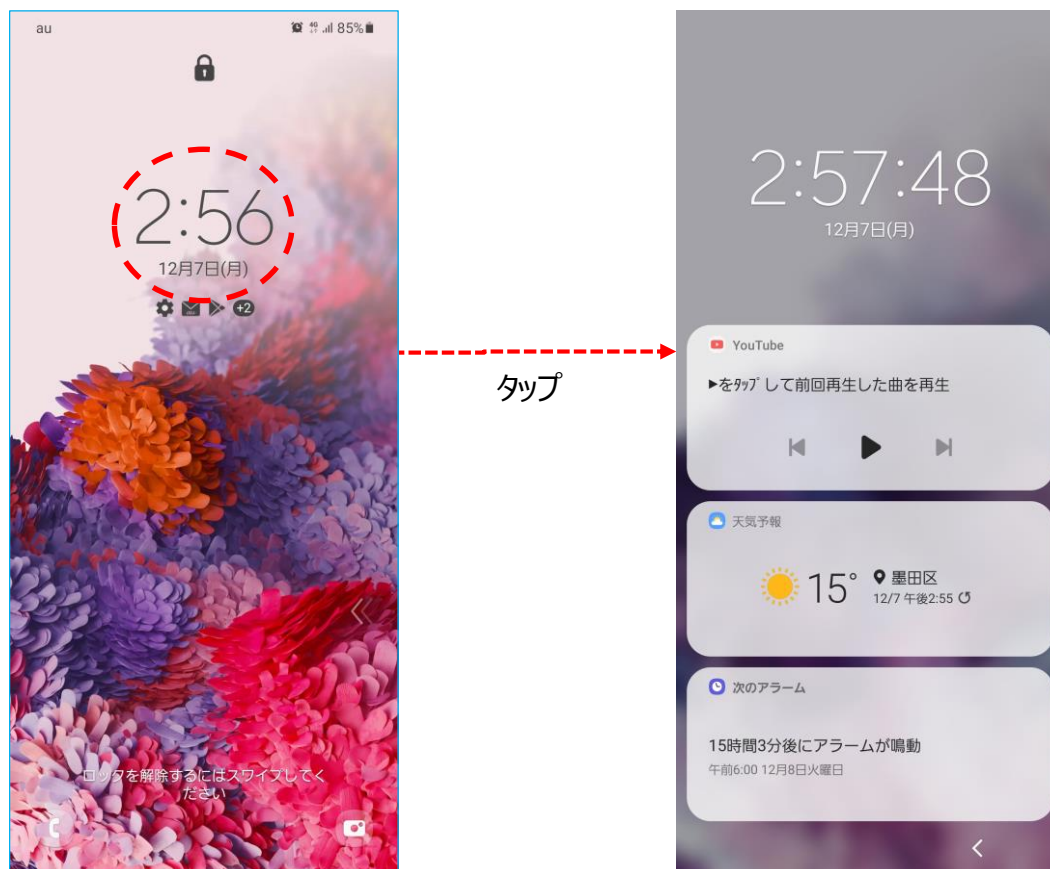 au
4G
85%
2:56
12月7日(月)
+2
ロックを解除するにはスワイプしてく
ださい
タップ
2:57:48
12月7日(月)
YouTube
▶をﾀｯﾌﾟして前回再生した曲を再生
天気予報
15°
墨田区
12/7 午後2:55
次のアラーム
15時間3分後にアラームが鳴動
午前6:00 12月8日火曜日